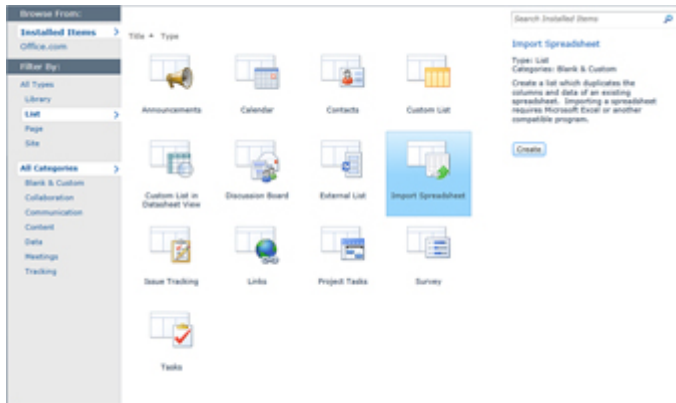 Browse From:
Installed Items
Office.com
Filter By:
All Types
Library
List
Page
Site
All Categories
Blank & Custom
Collaboration
Communication
Content
Data
Meetings
Tracking
Title Type
Announcements
Calendar
Contacts
Custom List
Custom List in
Datasheet View
Discussion Board
External List
Import Spreadsheet
Issue Tracking
Links
Project Tasks
Survey
Tasks
Search Installed Items
Import Spreadsheet
Type: List
Categories: Blank & Custom
Create a list which duplicates the
columns and data of an existing
spreadsheet. Importing a spreadsheet
requires Microsoft Excel or another
compatible program.
Create